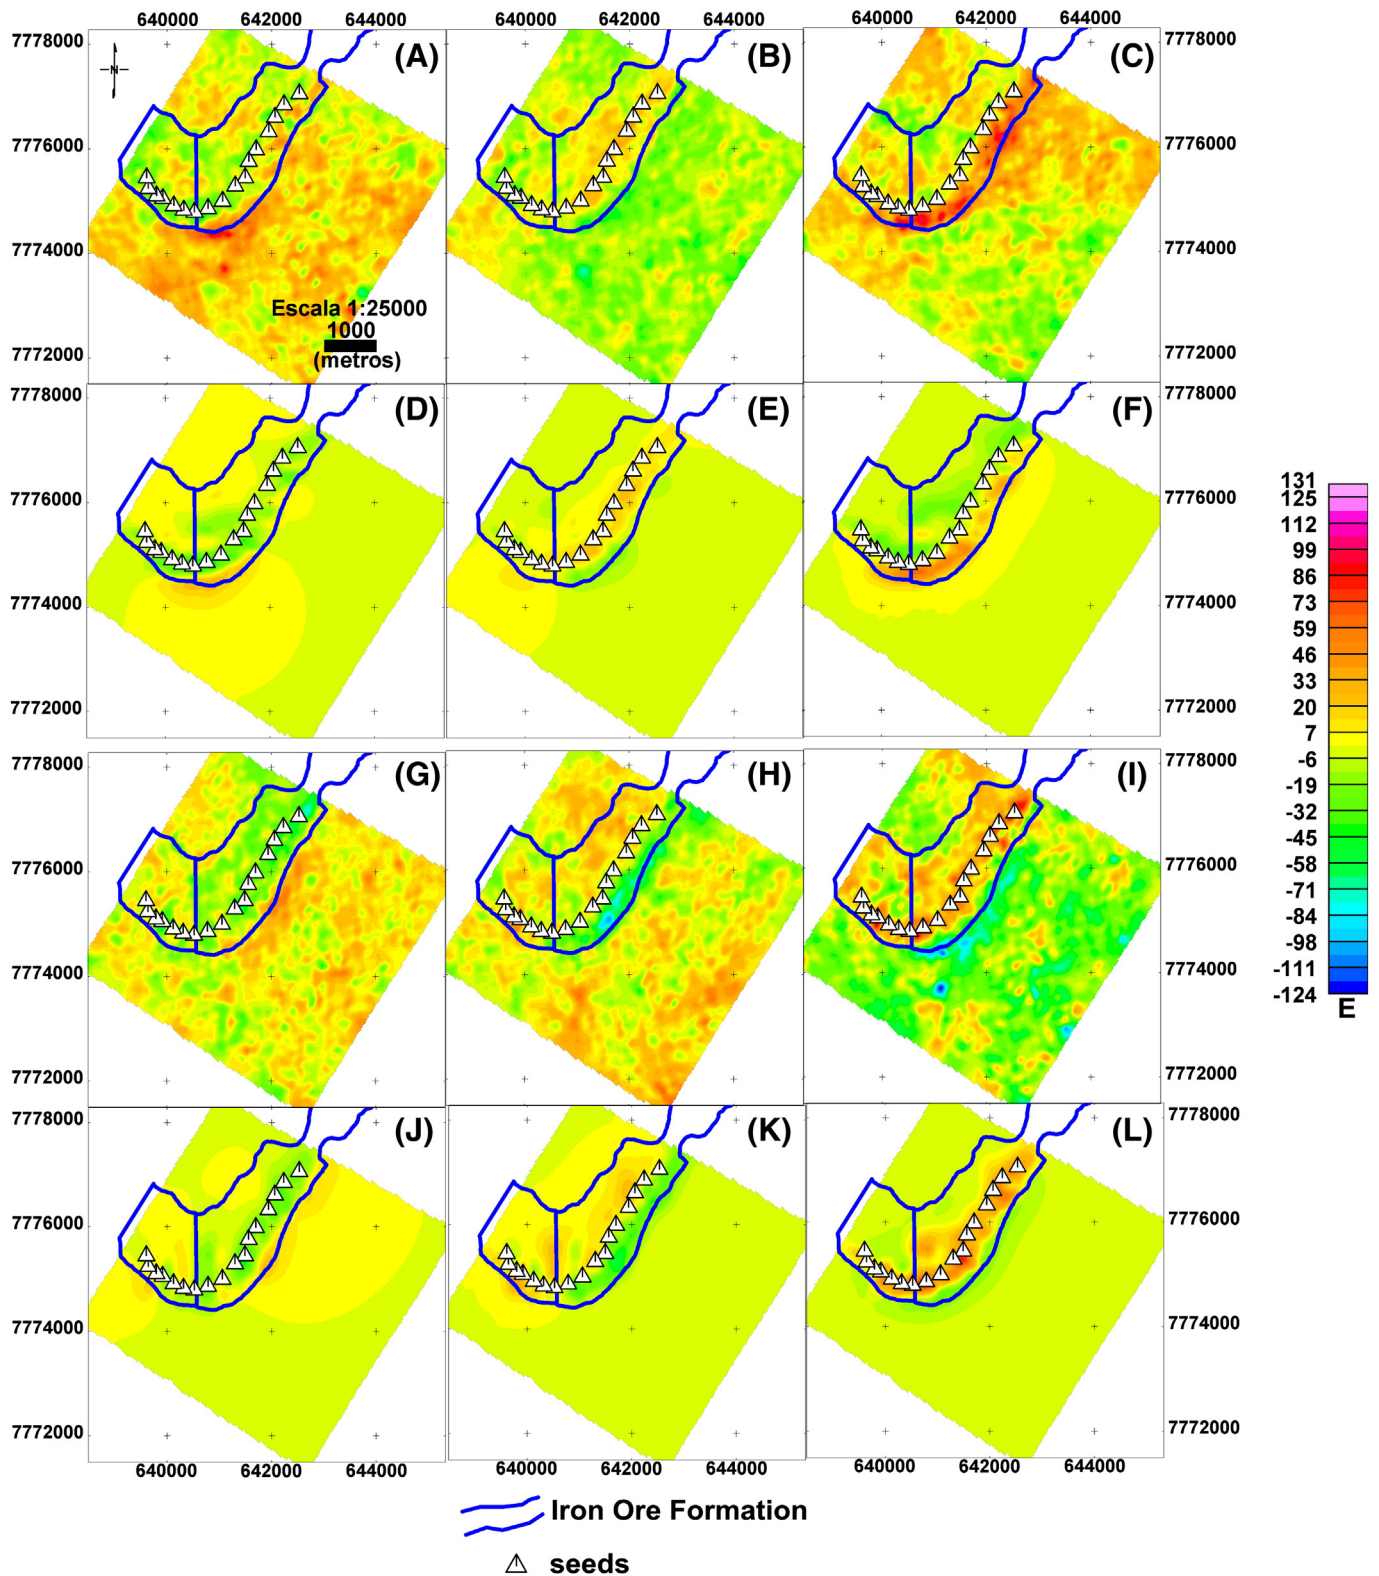 640000 642000 644000 640000 642000 644000 640000 642000 644000
7778000 (A) (B) (C) 7778000
N
7776000 7776000
7774000 7774000
Escala 1:25000
1000
(metros)
7772000 7772000
7778000 (D) (E) (F) 7778000
7776000 7776000
7774000 7774000
7772000 7772000
131
125
112
99
86
73
59
46
33
20
7
-6
-19
-32
-45
-58
-71
-84
-98
-111
-124
E
7778000 (G) (H) (I) 7778000
7776000 7776000
7774000 7774000
7772000 7772000
7778000 (J) (K) (L) 7778000
7776000 7776000
7774000 7774000
7772000 7772000
640000 642000 644000 640000 642000 644000 640000 642000 644000
Iron Ore Formation
seeds